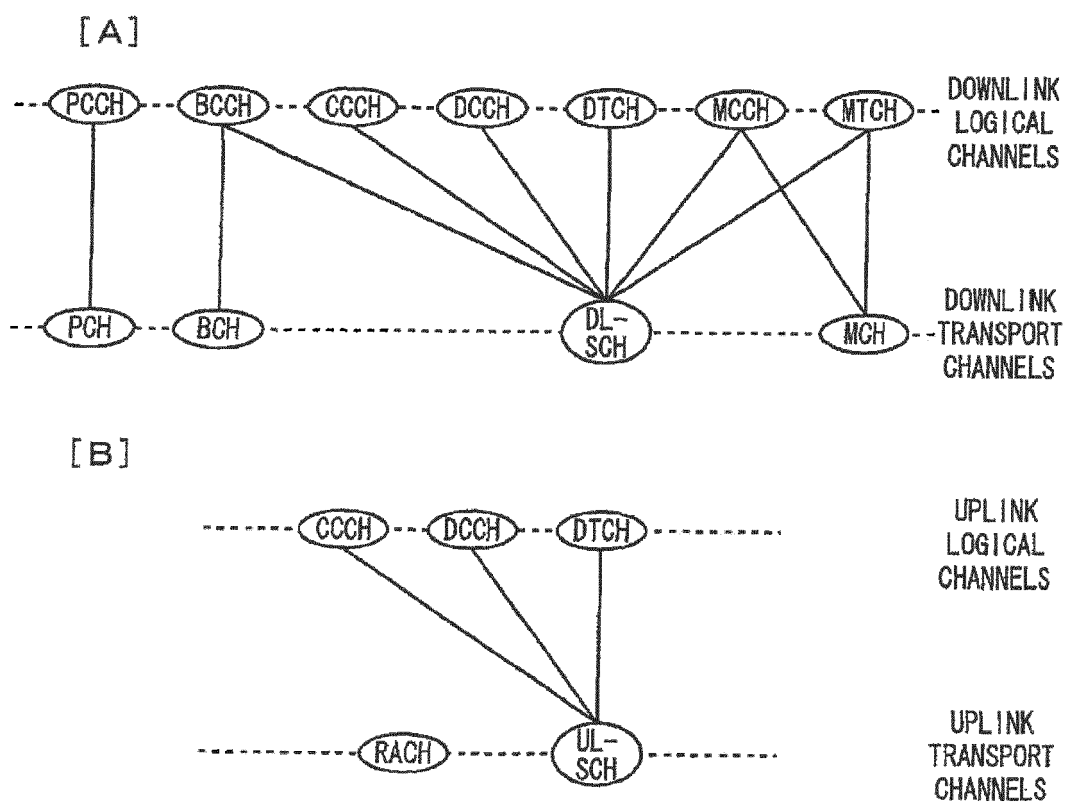 [A]
PCCH BCCH CCCH DCCH DTCH MCCH MTCH
DOWNLINK
LOGICAL
CHANNELS
PCH BCH DL-
SCH MCH
DOWNLINK
TRANSPORT
CHANNELS
[B]
CCCH DCCH DTCH
UPLINK
LOGICAL
CHANNELS
RACH UL-
SCH
UPLINK
TRANSPORT
CHANNELS